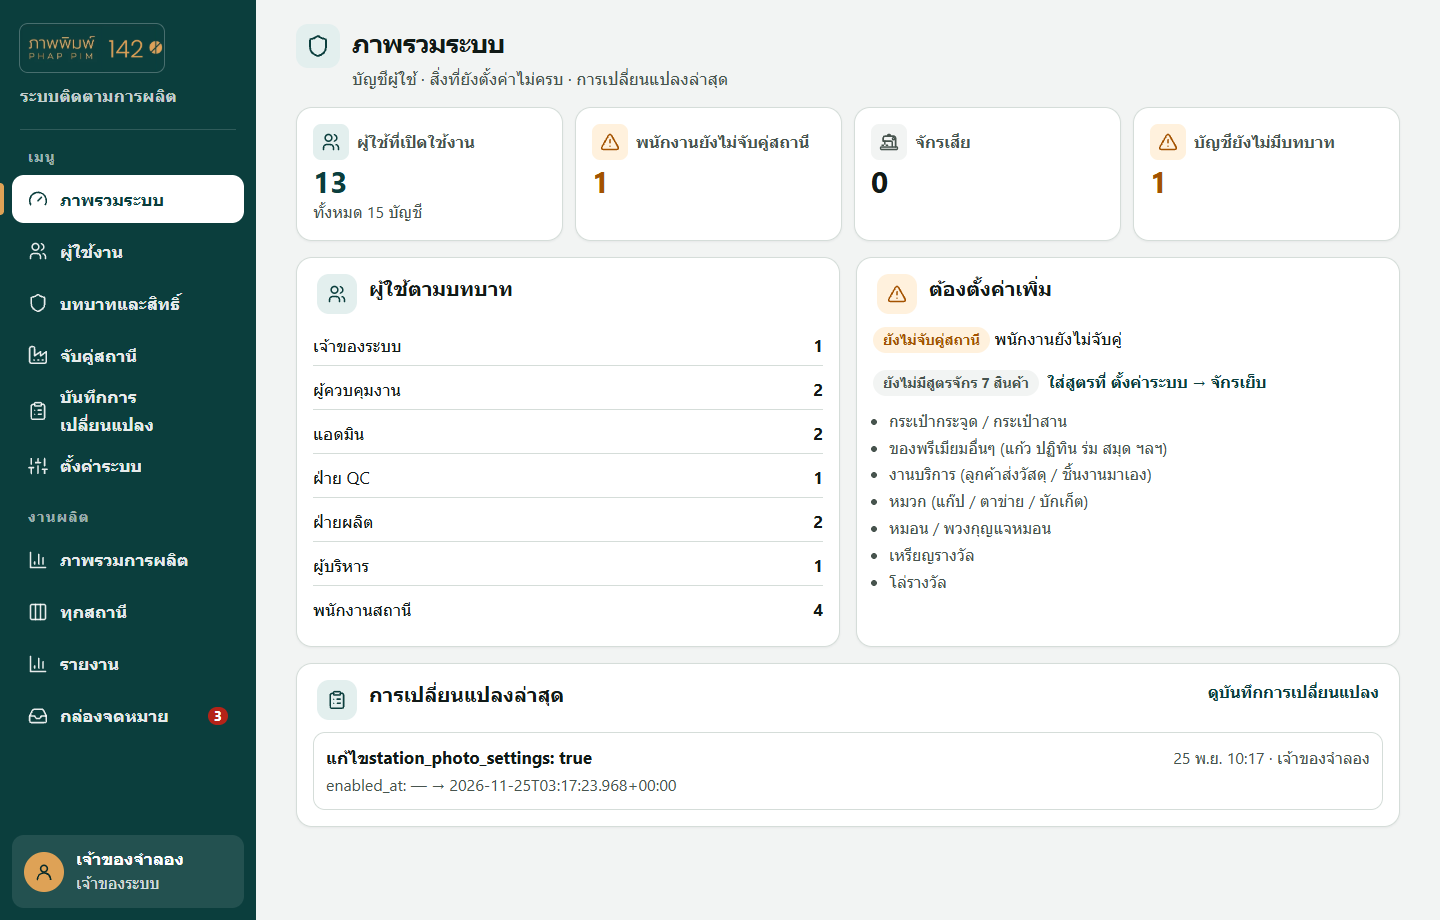 ภาพพิมพ์ 142
PHAP PIM
ระบบติดตามการผลิต
เมนู
ภาพรวมระบบ
ผู้ใช้งาน
บทบาทและสิทธิ์
จับคู่สถานี
บันทึกการ
เปลี่ยนแปลง
ตั้งค่าระบบ
งานผลิต
ภาพรวมการผลิต
ทุกสถานี
รายงาน
กล่องจดหมาย 3
เจ้าของจำลอง
เจ้าของระบบ
ภาพรวมระบบ
บัญชีผู้ใช้ · สิ่งที่ยังตั้งค่าไม่ครบ · การเปลี่ยนแปลงล่าสุด
ผู้ใช้ที่เปิดใช้งาน
13
ทั้งหมด 15 บัญชี
พนักงานยังไม่จับคู่สถานี
1
จักรเสีย
0
บัญชียังไม่มีบทบาท
1
ผู้ใช้ตามบทบาท
เจ้าของระบบ 1
ผู้ควบคุมงาน 2
แอดมิน 2
ฝ่าย QC 1
ฝ่ายผลิต 2
ผู้บริหาร 1
พนักงานสถานี 4
ต้องตั้งค่าเพิ่ม
ยังไม่จับคู่สถานี พนักงานยังไม่จับคู่
ยังไม่มีสูตรจักร 7 สินค้า ใส่สูตรที่ ตั้งค่าระบบ → จักรเย็บ
กระเป๋ากระจูด / กระเป๋าสาน
ของพรีเมียมอื่นๆ (แก้ว ปฏิทิน ร่ม สมุด ฯลฯ)
งานบริการ (ลูกค้าส่งวัสดุ / ชิ้นงานมาเอง)
หมวก (แก๊ป / ตาข่าย / บักเก็ต)
หมอน / พวงกุญแจหมอน
เหรียญรางวัล
โล่รางวัล
การเปลี่ยนแปลงล่าสุด
ดูบันทึกการเปลี่ยนแปลง
แก้ไขstation_photo_settings: true
25 พ.ย. 10:17 · เจ้าของจำลอง
enabled_at: — → 2026-11-25T03:17:23.968+00:00